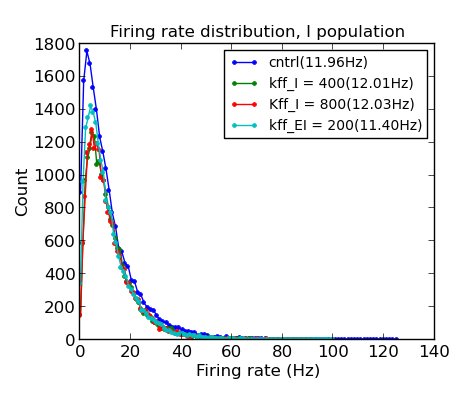 Firing rate distribution, I population
1800
1600
1400
1200
1000
800
600
400
200
0
Count
cntrl(11.96Hz)
kff_I = 400(12.01Hz)
Kff_I = 800(12.03Hz)
kff_EI = 200(11.40Hz)
0 20 40 60 80 100 120 140
Firing rate (Hz)